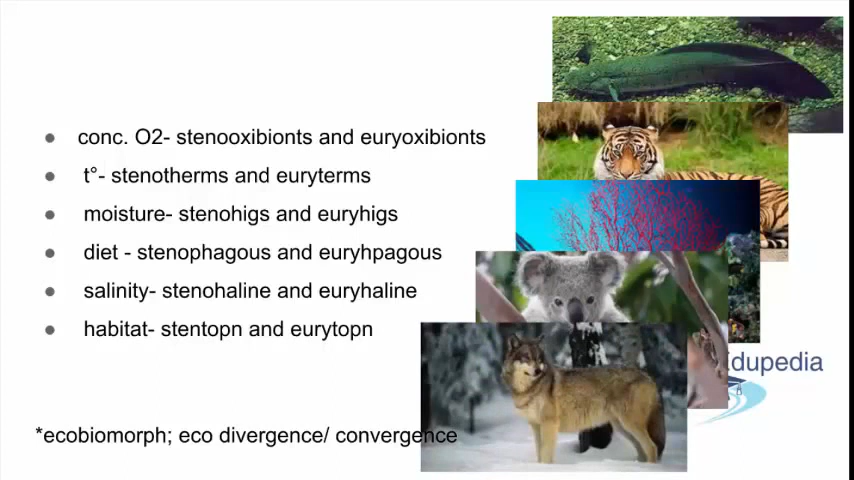 conc. O2- stenooxibionts and euryoxibionts
t°- stenotherms and euryterms
moisture- stenohigs and euryhigs
diet - stenophagous and euryhpagous
salinity- stenohaline and euryhaline
habitat- stentopn and eurytopn
dupedia
*ecobiomorph; eco divergence/ convergence